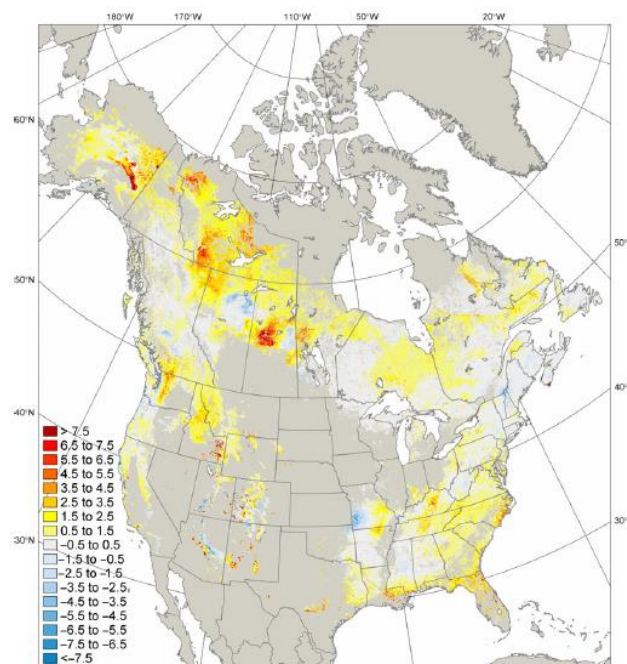 180°W
170°W
110°W
50°W
20°W
60°N
50°N
50°
40°N
40°
30°N
30°
> 7.5
6.5 to 7.5
5.5 to 6.5
4.5 to 5.5
3.5 to 4.5
2.5 to 3.5
1.5 to 2.5
0.5 to 1.5
−0.5 to 0.5
−1.5 to −0.5
−2.5 to −1.5
−3.5 to −2.5
−4.5 to −3.5
−5.5 to −4.5
−6.5 to −5.5
−7.5 to −6.5
<−7.5